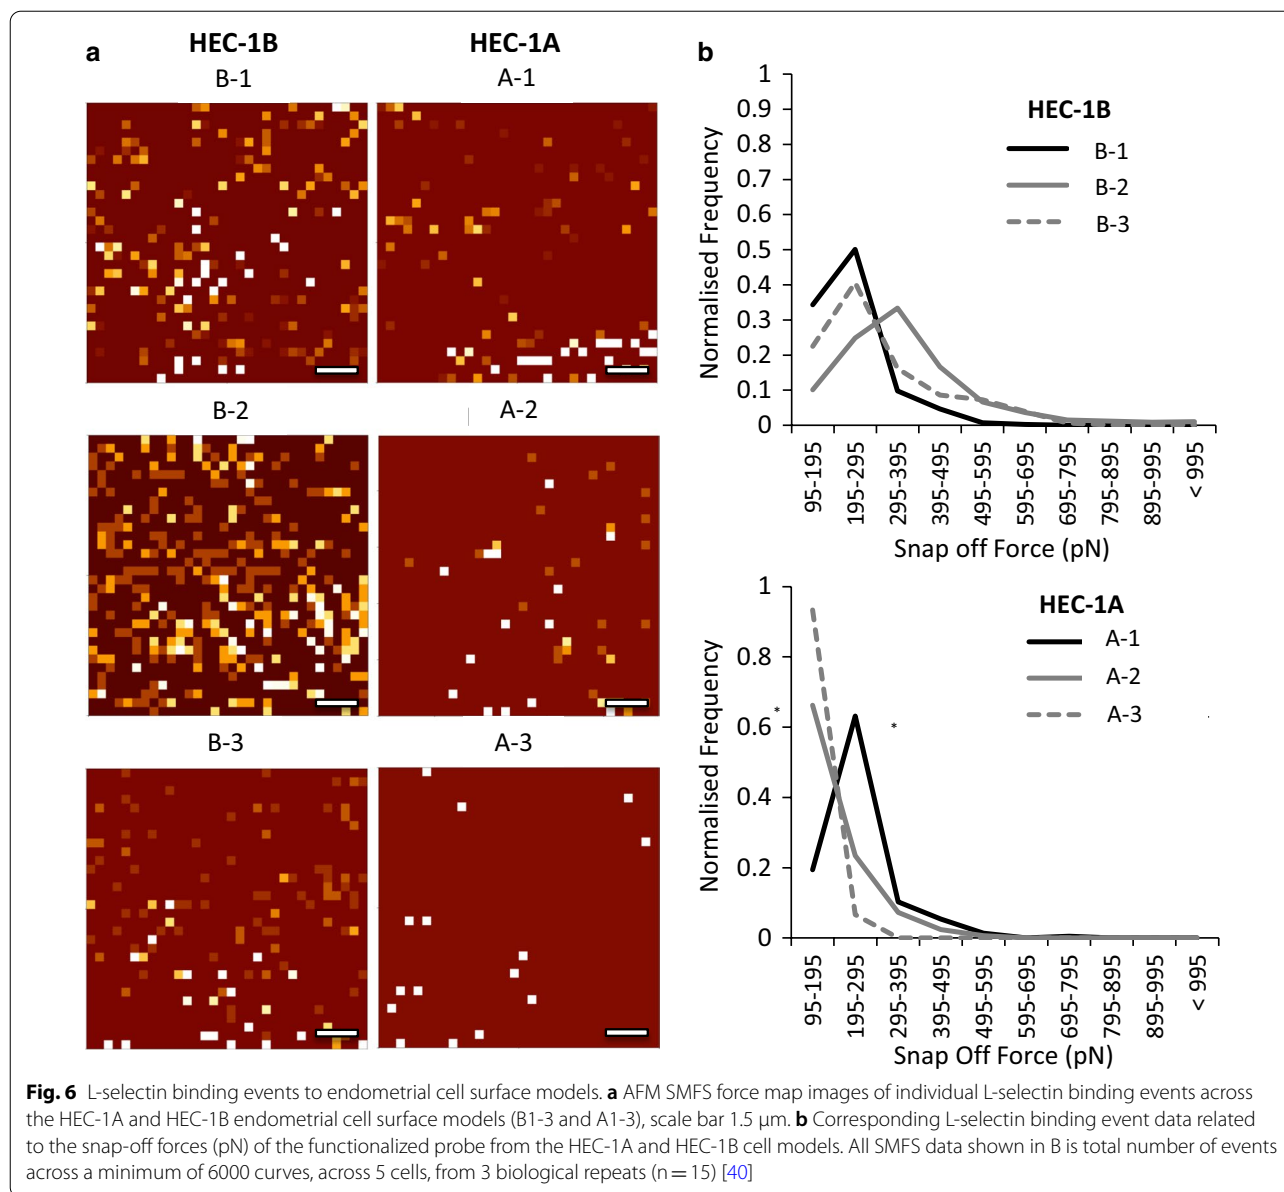 a
HEC-1B
HEC-1A
B-1
A-1
B-2
A-2
B-3
A-3
b
1
0.9
0.8
0.7
0.6
0.5
0.4
0.3
0.2
0.1
0
Normalised Frequency
HEC-1B
B-1
B-2
B-3
95-195
195-295
295-395
395-495
495-595
595-695
695-795
795-895
895-995
< 995
Snap off Force (pN)
1
0.8
0.6
0.4
0.2
0
Normalised Frequency
*
*
HEC-1A
A-1
A-2
A-3
95-195
195-295
295-395
395-495
495-595
595-695
695-795
795-895
895-995
< 995
Snap Off Force (pN)
Fig. 6 L-selectin binding events to endometrial cell surface models. a AFM SMFS force map images of individual L-selectin binding events across
the HEC-1A and HEC-1B endometrial cell surface models (B1-3 and A1-3), scale bar 1.5 µm. b Corresponding L-selectin binding event data related
to the snap-off forces (pN) of the functionalized probe from the HEC-1A and HEC-1B cell models. All SMFS data shown in B is total number of events
across a minimum of 6000 curves, across 5 cells, from 3 biological repeats (n = 15) [40]